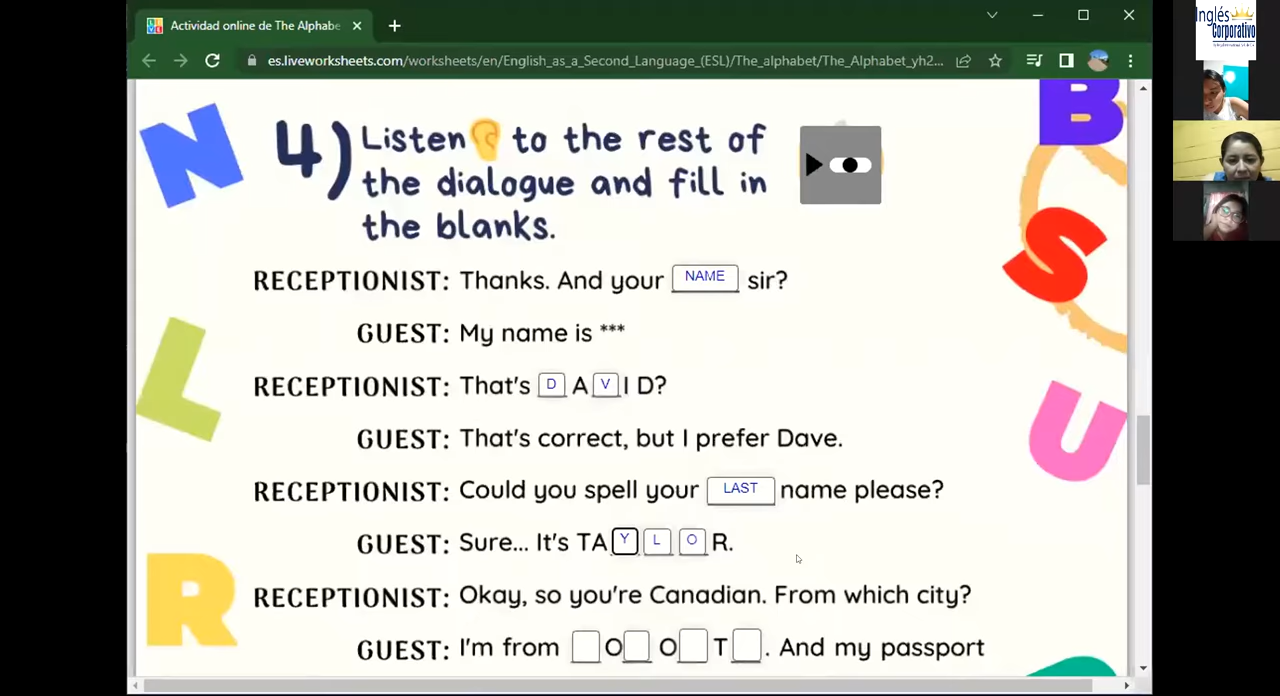 Actividad online de The Alphabe
es.liveworksheets.com/worksheets/en/English_as_a_Second_Language_(ESL)/The_alphabet/The_Alphabet_yh2...
Inglés
Corporativo
N
B
S
L
U
R
4) Listen to the rest of
the dialogue and fill in
the blanks.
RECEPTIONIST: Thanks. And your NAME sir?
GUEST: My name is ***
RECEPTIONIST: That's D A V I D?
GUEST: That's correct, but I prefer Dave.
RECEPTIONIST: Could you spell your LAST name please?
GUEST: Sure... It's TA Y L O R.
RECEPTIONIST: Okay, so you're Canadian. From which city?
GUEST: I'm from O O T . And my passport